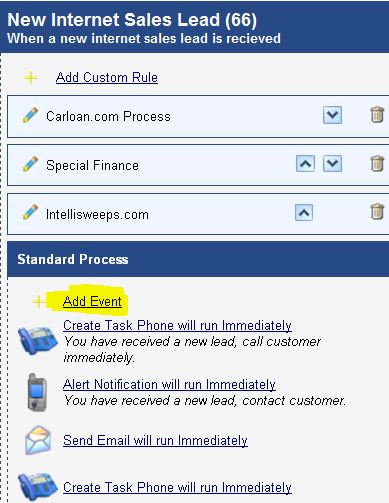 New Internet Sales Lead (66)
When a new internet sales lead is recieved
Add Custom Rule
Carloan.com Process
Special Finance
Intellisweeps.com
Standard Process
Add Event
Create Task Phone will run Immediately
You have received a new lead, call customer
immediately.
Alert Notification will run Immediately
You have received a new lead, contact customer.
Send Email will run Immediately
Create Task Phone will run Immediately